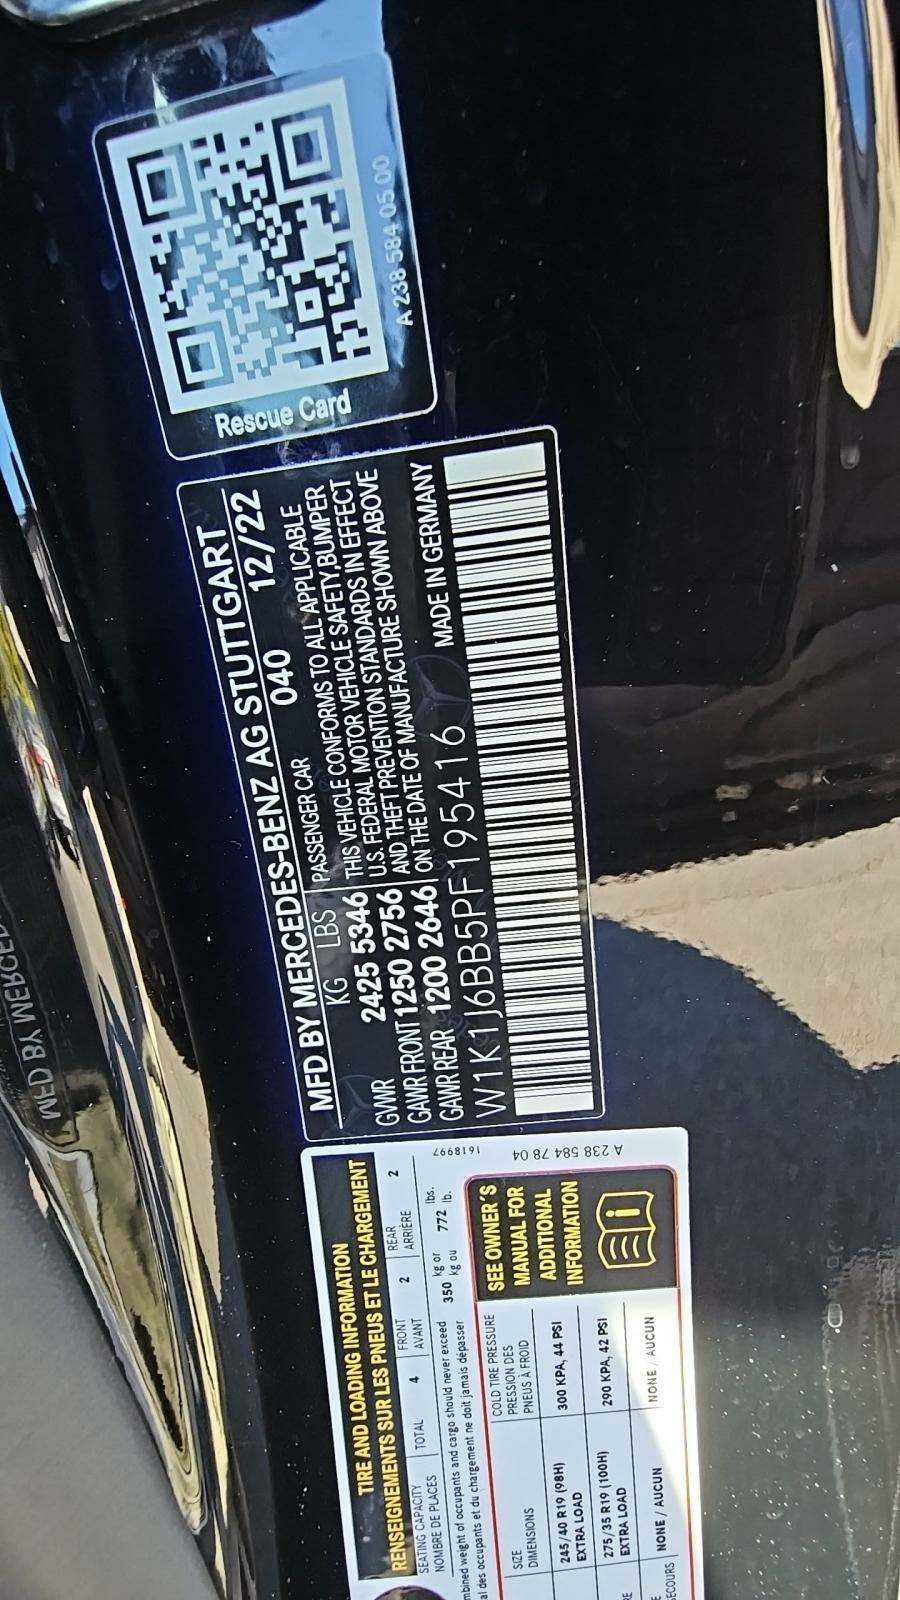 Rescue Card
A 238 584 05 00
MFD BY MERCEDES-BENZ AG STUTTGART
040 12/22
KG LBS
GVWR 2425 5346
GAWR FRONT 1250 2756
GAWR REAR 1200 2646
PASSENGER CAR
THIS VEHICLE CONFORMS TO ALL APPLICABLE
U.S. FEDERAL MOTOR VEHICLE SAFETY,BUMPER
AND THEFT PREVENTION STANDARDS IN EFFECT
ON THE DATE OF MANUFACTURE SHOWN ABOVE
MADE IN GERMANY
W1K1J6BB5PF195416
TIRE AND LOADING INFORMATION
RENSEIGNEMENTS SUR LES PNEUS ET LE CHARGEMENT
SEATING CAPACITY
NOMBRE DE PLACES
TOTAL 4
FRONT
AVANT 2
REAR
ARRIÈRE 2
weight of occupants and cargo should never exceed 350 kg or 772 lbs.
des occupants et du chargement ne doit jamais dépasser kg ou lb.
SIZE
DIMENSIONS
COLD TIRE PRESSURE
PRESSION DES
PNEUS À FROID
245/40 R19 (98H)
EXTRA LOAD
300 KPA, 44 PSI
275/35 R19 (100H)
EXTRA LOAD
290 KPA, 42 PSI
NONE / AUCUN
NONE / AUCUN
SEE OWNER'S
MANUAL FOR
ADDITIONAL
INFORMATION
1618997
A 238 584 78 04
MFD BY MERCED